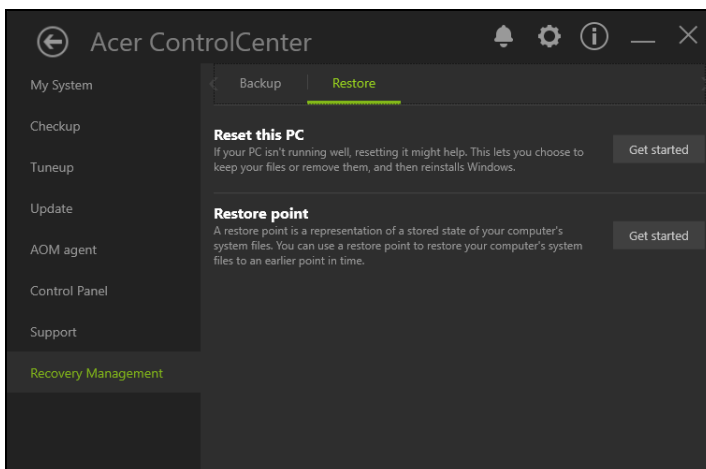 Acer ControlCenter
My System
Checkup
Tuneup
Update
AOM agent
Control Panel
Support
Recovery Management
Backup
Restore
Reset this PC
If your PC isn't running well, resetting it might help. This lets you choose to
keep your files or remove them, and then reinstalls Windows.
Get started
Restore point
A restore point is a representation of a stored state of your computer's
system files. You can use a restore point to restore your computer's system
files to an earlier point in time.
Get started